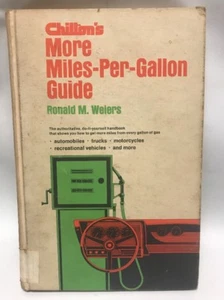 Chilton's
More
Miles-Per-Gallon
Guide
Ronald M. Weiers
The authoritative, do-it-yourself handbook
that shows you how to get more miles from every gallon of gas
• automobiles • trucks • motorcycles
• recreational vehicles • and more